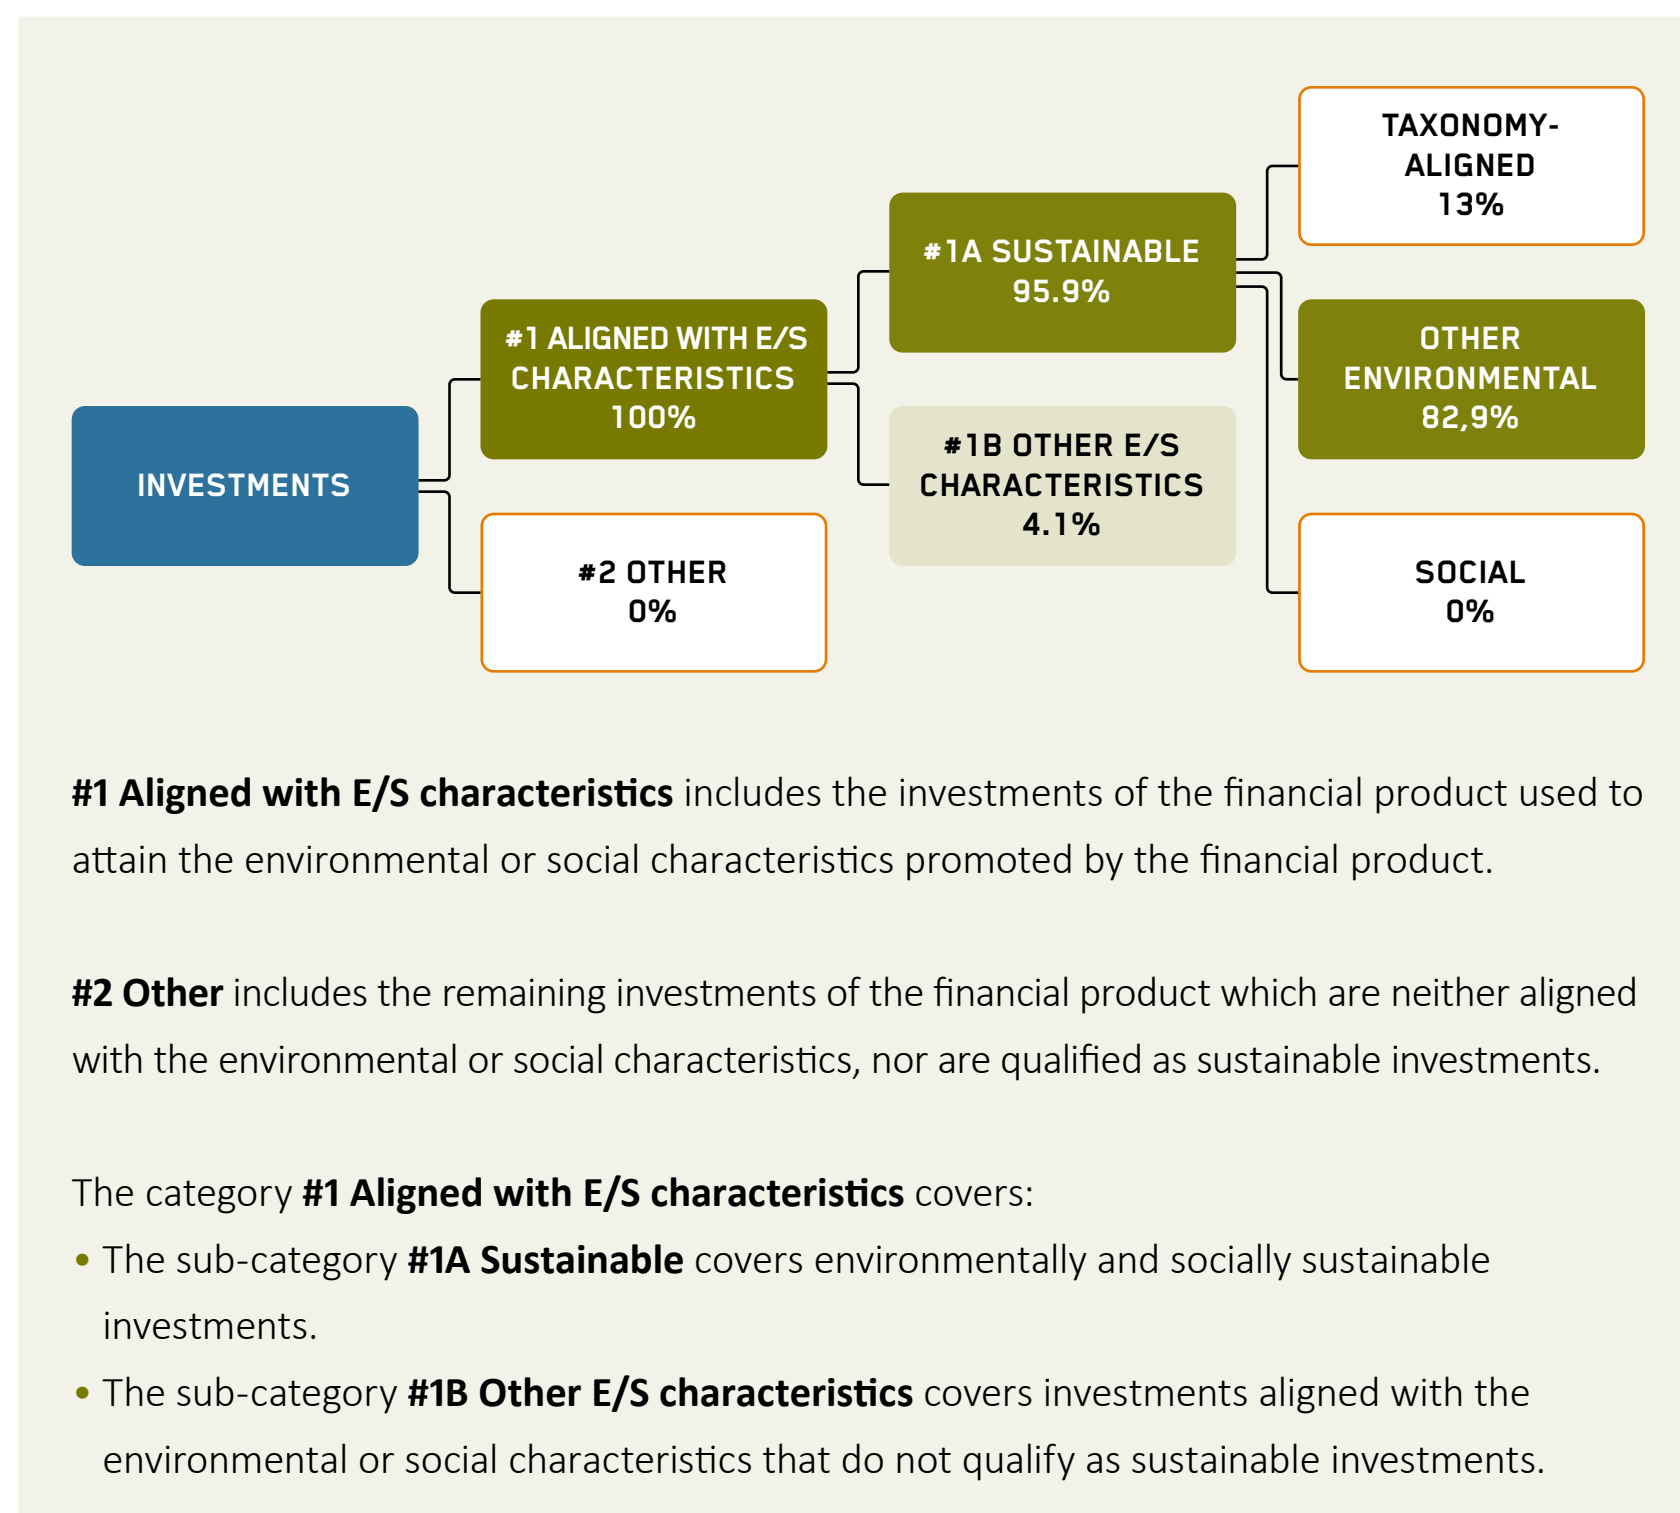 TAXONOMY-
ALIGNED
13%
#1A SUSTAINABLE
95.9%
#1 ALIGNED WITH E/S
CHARACTERISTICS
100%
OTHER
ENVIRONMENTAL
82,9%
INVESTMENTS
#1B OTHER E/S
CHARACTERISTICS
4.1%
#2 OTHER
0%
SOCIAL
0%
#1 Aligned with E/S characteristics includes the investments of the financial product used to
attain the environmental or social characteristics promoted by the financial product.
#2 Other includes the remaining investments of the financial product which are neither aligned
with the environmental or social characteristics, nor are qualified as sustainable investments.
The category #1 Aligned with E/S characteristics covers:
• The sub-category #1A Sustainable covers environmentally and socially sustainable
investments.
• The sub-category #1B Other E/S characteristics covers investments aligned with the
environmental or social characteristics that do not qualify as sustainable investments.